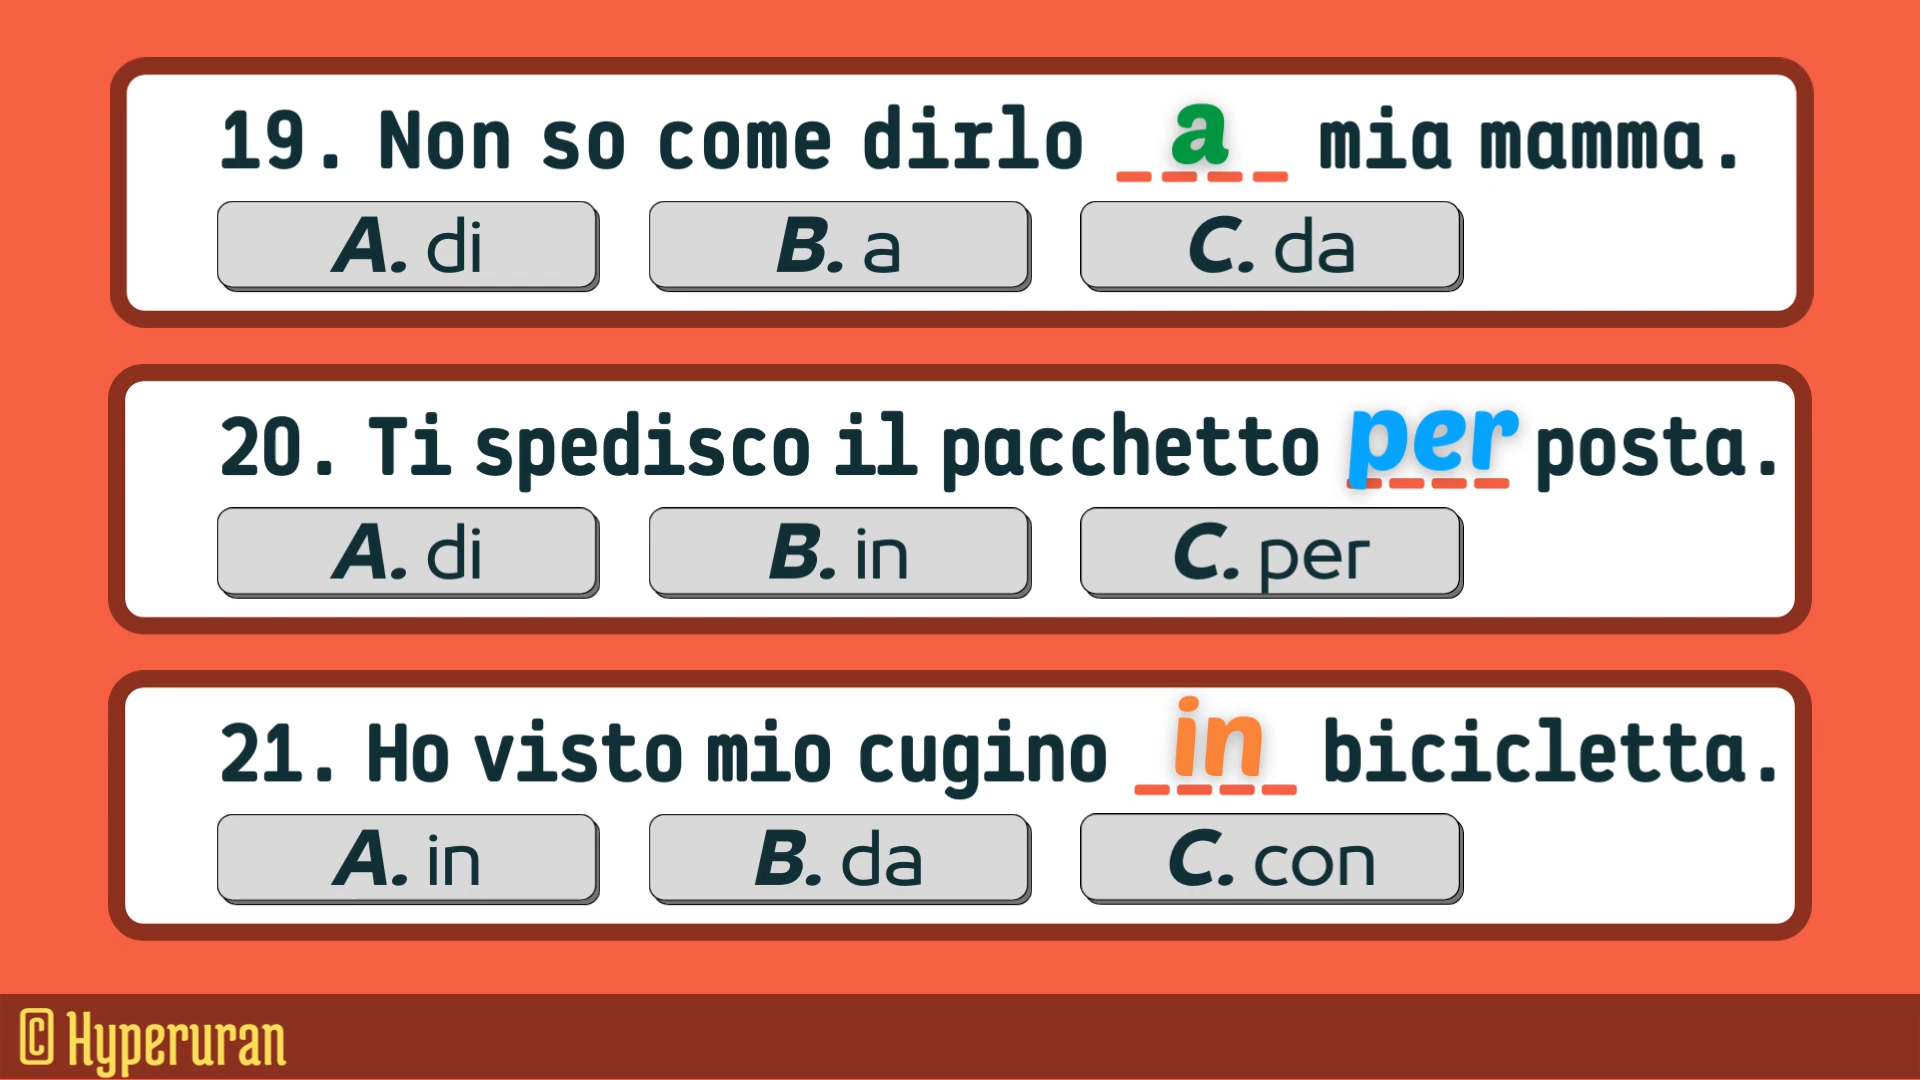 19. Non so come dirlo a mia mamma.
A. di B. a C. da
20. Ti spedisco il pacchetto per posta.
A. di B. in C. per
21. Ho visto mio cugino in bicicletta.
A. in B. da C. con
© Hyperuran